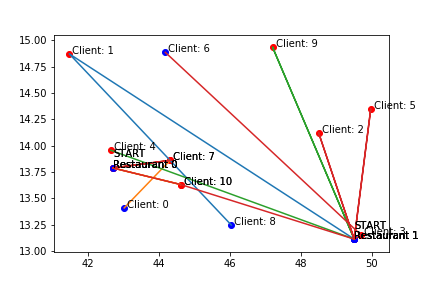 15.00
14.75
14.50
14.25
14.00
13.75
13.50
13.25
13.00
Client: 1
Client: 6
Client: 9
Client: 5
Client: 2
Client: 4
START
Client: 7
Restaurant 0
Client: 10
Client: 0
Client: 8
START
Client: 3
Restaurant 1
42
44
46
48
50